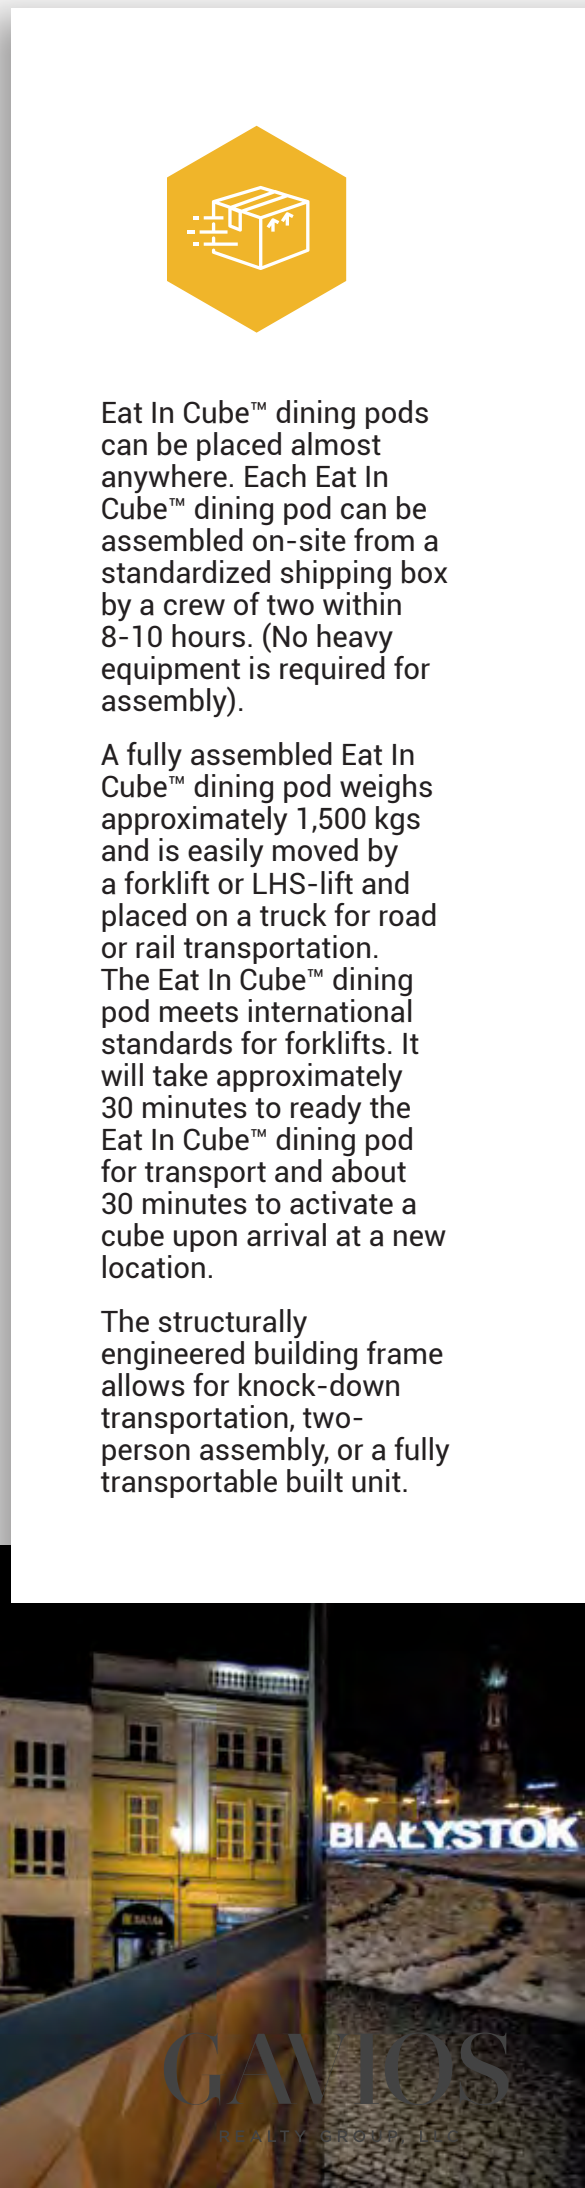 Eat In Cube™ dining pods
can be placed almost
anywhere. Each Eat In
Cube™ dining pod can be
assembled on-site from a
standardized shipping box
by a crew of two within
8-10 hours. (No heavy
equipment is required for
assembly).
A fully assembled Eat In
Cube™ dining pod weighs
approximately 1,500 kgs
and is easily moved by
a forklift or LHS-lift and
placed on a truck for road
or rail transportation.
The Eat In Cube™ dining
pod meets international
standards for forklifts. It
will take approximately
30 minutes to ready the
Eat In Cube™ dining pod
for transport and about
30 minutes to activate a
cube upon arrival at a new
location.
The structurally
engineered building frame
allows for knock-down
transportation, two-
person assembly, or a fully
transportable built unit.
BIAŁYSTOK
GAVIOS
REALTY GROUP